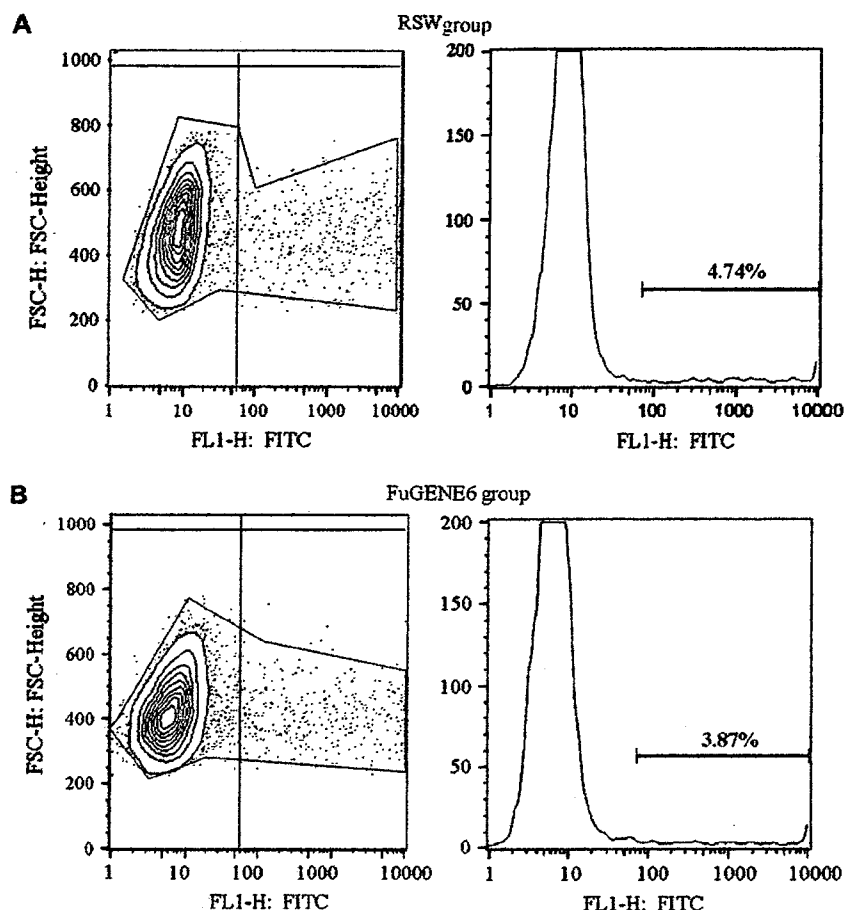 A
RSWgroup
1000
800
600
400
200
0
FSC-H: FSC-Height
1 10 100 1000 10000
FL1-H: FITC
200
150
100
50
0
4.74%
1 10 100 1000 10000
FL1-H: FITC
B
FuGENE6 group
1000
800
600
400
200
0
FSC-H: FSC-Height
1 10 100 1000 10000
FL1-H: FITC
200
150
100
50
0
3.87%
1 10 100 1000 10000
FL1-H: FITC